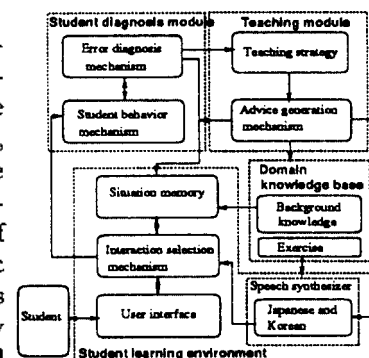 Student diagnosis module
Teaching module
Error diagnosis
mechanism
Teaching strategy
Student behavior
mechanism
Advice generation
mechanism
Domain
knowledge base
Situation memory
Background
knowledge
Exercise
Interaction selection
mechanism
Speech synthesizer
Student
User interface
Japanese and
Korean
Student learning environment